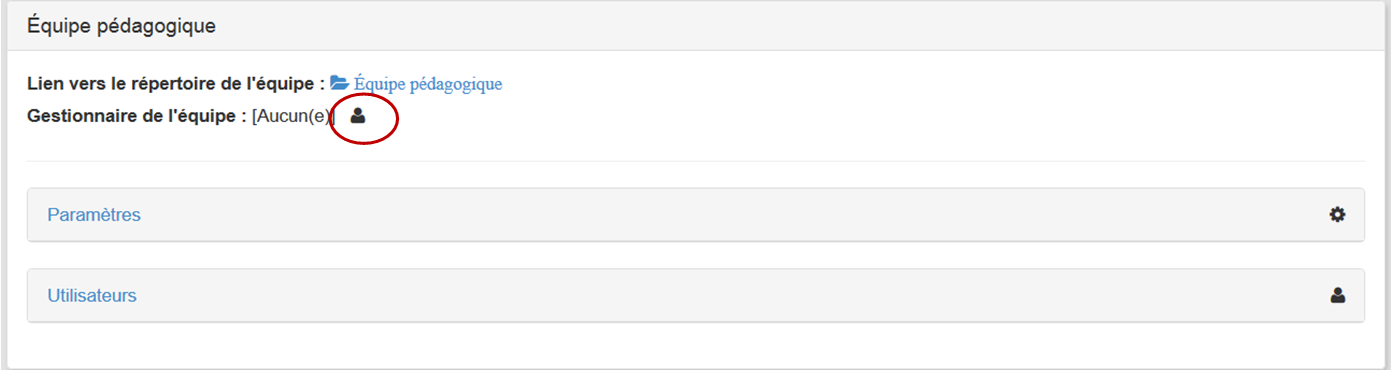 Équipe pédagogique
Lien vers le répertoire de l'équipe : Équipe pédagogique
Gestionnaire de l'équipe : [Aucun(e)]
Paramètres
Utilisateurs